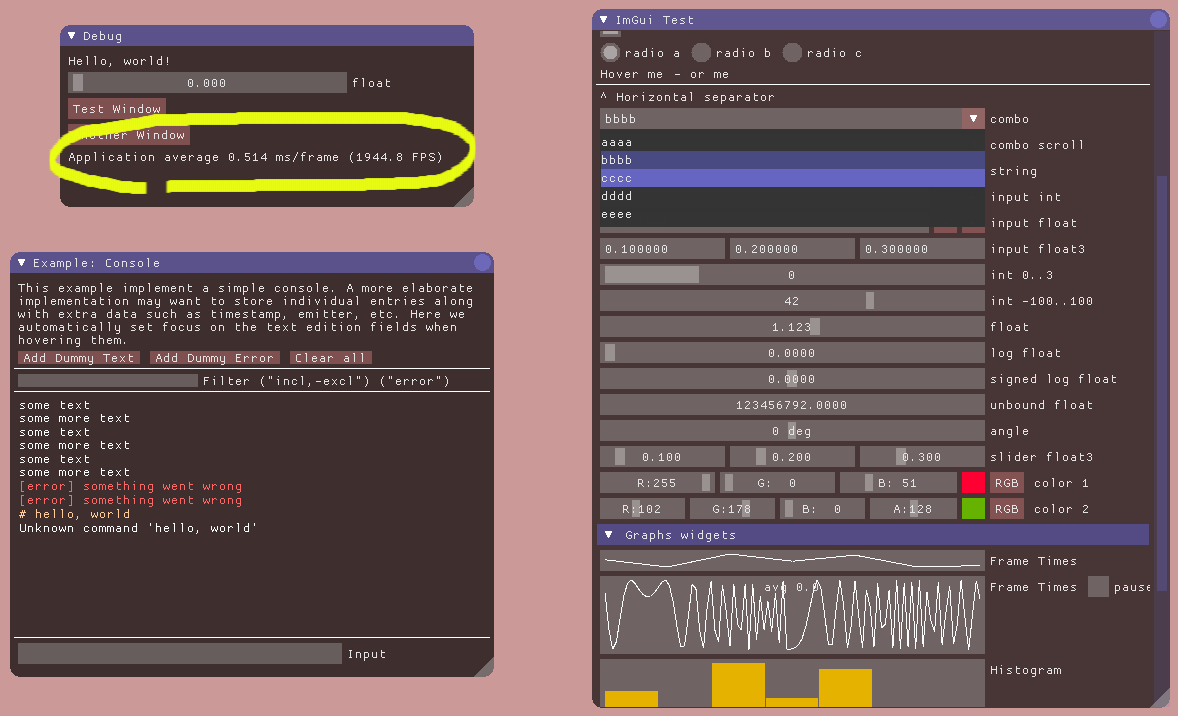 Debug
Hello, world!
0.000 float
Test Window
Another Window
Application average 0.514 ms/frame (1944.8 FPS)
Example: Console
This example implement a simple console. A more elaborate
implementation may want to store individual entries along
with extra data such as timestamp, emitter, etc. Here we
automatically set focus on the text edition fields when
hovering them.
Add Dummy Text Add Dummy Error Clear all
Filter ("incl,-excl") ("error")
some text
some more text
some text
some more text
some text
some more text
[error] something went wrong
[error] something went wrong
# hello, world
Unknown command 'hello, world'
Input
ImGui Test
radio a radio b radio c
Hover me - or me
^ Horizontal separator
bbbb combo
aaaa combo scroll
bbbb
cccc string
dddd input int
eeee input float
0.100000 0.200000 0.300000 input float3
0 int 0..3
42 int -100..100
1.123 float
0.0000 log float
0.0000 signed log float
123456792.0000 unbound float
0 deg angle
0.100 0.200 0.300 slider float3
R:255 G: 0 B: 51 RGB color 1
R:102 G:178 B: 0 A:128 RGB color 2
Graphs widgets
Frame Times
avg 0.0 Frame Times pause
Histogram